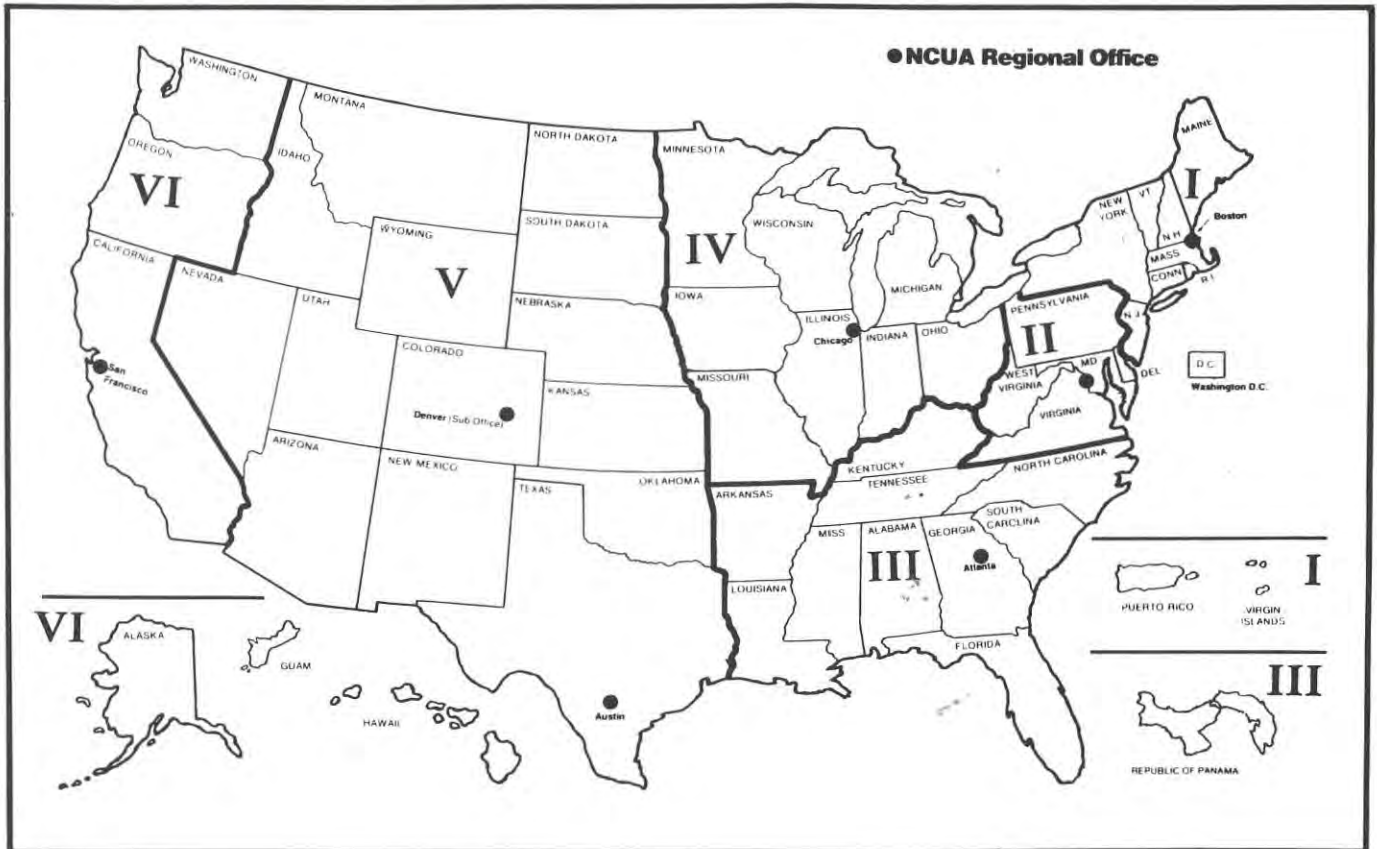 ● NCUA Regional Office
WASHINGTON
MONTANA
NORTH DAKOTA
MINNESOTA
MAINE
OREGON
IDAHO
VI
I
VT
NEW
YORK
Boston
SOUTH DAKOTA
WISCONSIN
WYOMING
IV
N H
MASS
CONN
R I
CALIFORNIA
NEVADA
V
UTAH
NEBRASKA
IOWA
MICHIGAN
PENNSYLVANIA
N J
ILLINOIS
Chicago
INDIANA
OHIO
II
COLORADO
MISSOURI
WEST
VIRGINIA
MD
DEL
D.C.
Washington D.C.
San
Francisco
KANSAS
Denver (Sub Office)
VIRGINIA
ARIZONA
NEW MEXICO
KENTUCKY
NORTH CAROLINA
TENNESSEE
TEXAS
OKLAHOMA
ARKANSAS
SOUTH
CARCLINA
MISS
ALABAMA
GEORGIA
III
Atlanta
LOUISIANA
I
PUERTO RICO
VIRGIN
ISLANDS
VI
ALASKA
GUAM
FLORIDA
III
HAWAII
Austin
REPUBLIC OF PANAMA